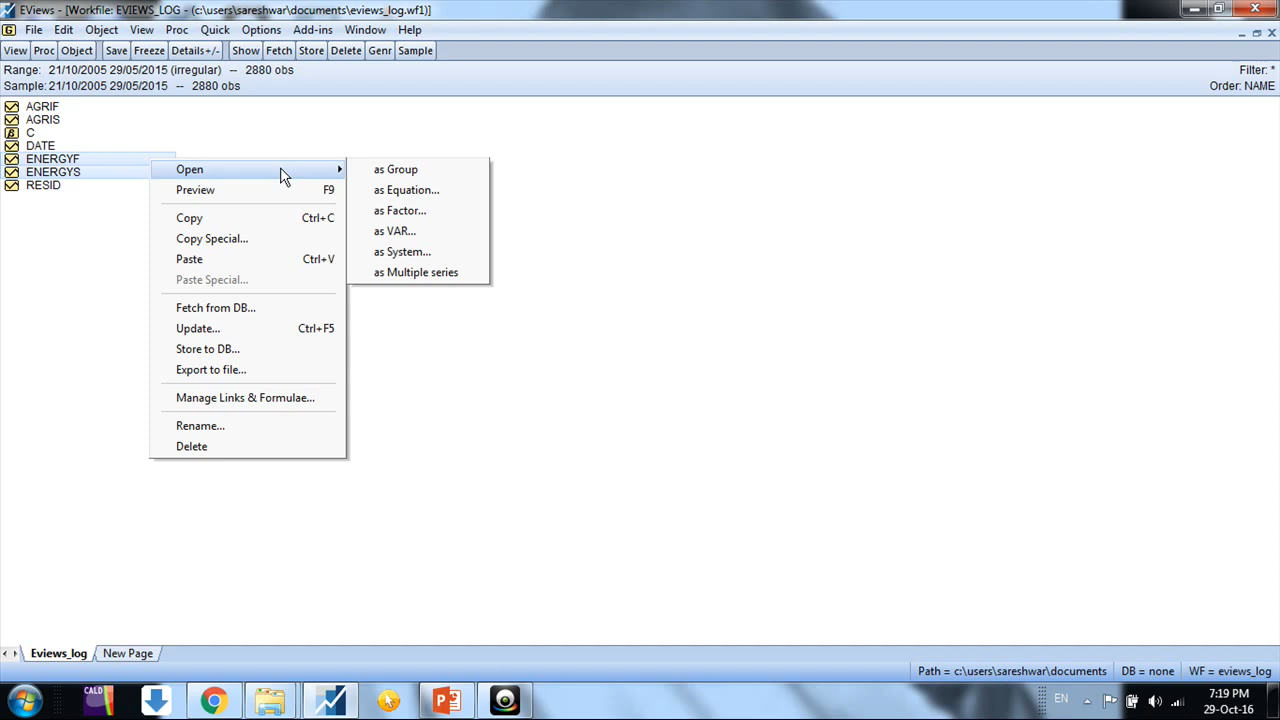 EViews - [Workfile: EVIEWS_LOG - (c:\users\sareshwar\documents\eviews_log.wf1)]
File Edit Object View Proc Quick Options Add-ins Window Help
View Proc Object Save Freeze Details+/- Show Fetch Store Delete Genr Sample
Range: 21/10/2005 29/05/2015 (irregular) -- 2880 obs Filter: *
Sample: 21/10/2005 29/05/2015 -- 2880 obs Order: NAME
AGRIF
AGRIS
C
DATE
ENERGYF
ENERGYS
RESID
Open
Preview F9
Copy Ctrl+C
Copy Special...
Paste Ctrl+V
Paste Special...
Fetch from DB...
Update... Ctrl+F5
Store to DB...
Export to file...
Manage Links & Formulae...
Rename...
Delete
as Group
as Equation...
as Factor...
as VAR...
as System...
as Multiple series
Eviews_log New Page
Path = c:\users\sareshwar\documents DB = none WF = eviews_log
CALD
EN
7:19 PM
29-Oct-16